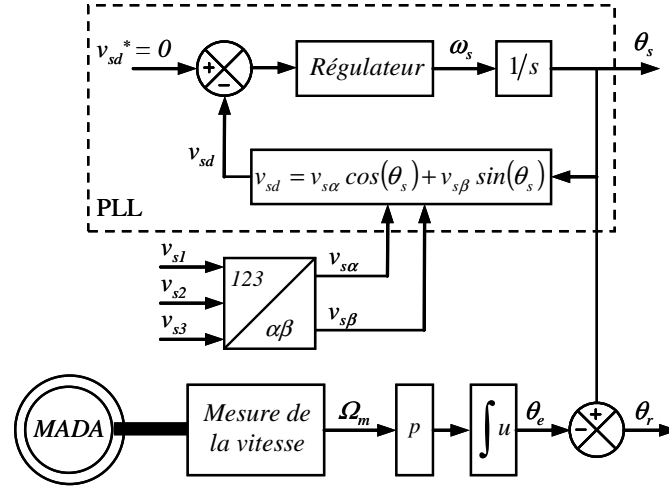 v_sd* = 0
+
−
Régulateur
ω_s
1/s
θ_s
v_sd
v_sd = v_sα cos(θ_s) + v_sβ sin(θ_s)
PLL
v_s1
v_s2
v_s3
123
αβ
v_sα
v_sβ
MADA
Mesure de
la vitesse
Ω_m
p
∫ u
θ_e
+
−
θ_r